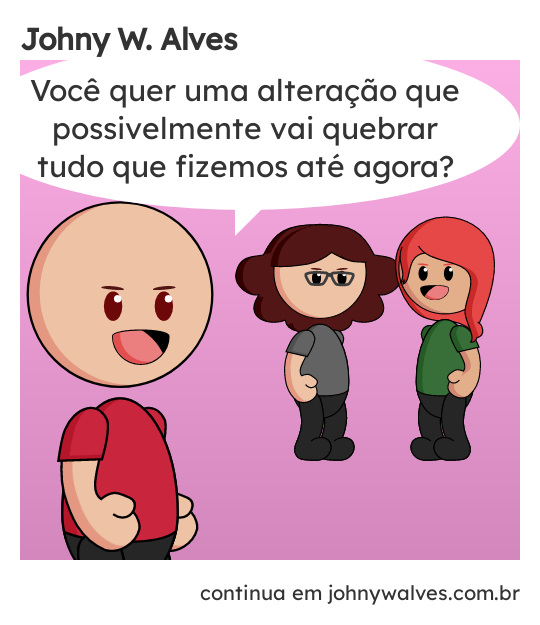 Johny W. Alves
Você quer uma alteração que
possivelmente vai quebrar
tudo que fizemos até agora?
continua em johnywalves.com.br